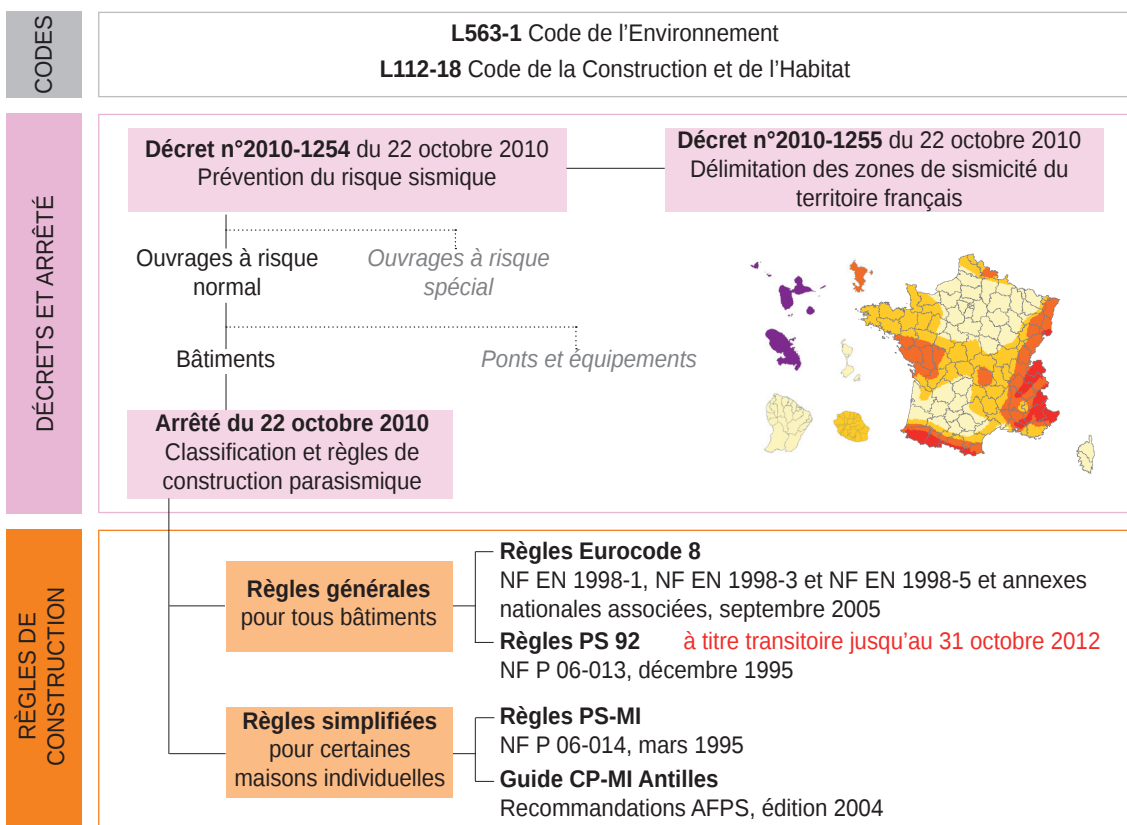 CODES
L563-1 Code de l’Environnement
L112-18 Code de la Construction et de l’Habitat
DÉCRETS ET ARRÊTÉ
Décret n°2010-1254 du 22 octobre 2010
Prévention du risque sismique
Décret n°2010-1255 du 22 octobre 2010
Délimitation des zones de sismicité du
territoire français
Ouvrages à risque
normal
Ouvrages à risque
spécial
Bâtiments
Ponts et équipements
Arrêté du 22 octobre 2010
Classification et règles de
construction parasismique
RÈGLES DE
CONSTRUCTION
Règles générales
pour tous bâtiments
Règles Eurocode 8
NF EN 1998-1, NF EN 1998-3 et NF EN 1998-5 et annexes
nationales associées, septembre 2005
Règles PS 92 à titre transitoire jusqu’au 31 octobre 2012
NF P 06-013, décembre 1995
Règles simplifiées
pour certaines
maisons individuelles
Règles PS-MI
NF P 06-014, mars 1995
Guide CP-MI Antilles
Recommandations AFPS, édition 2004